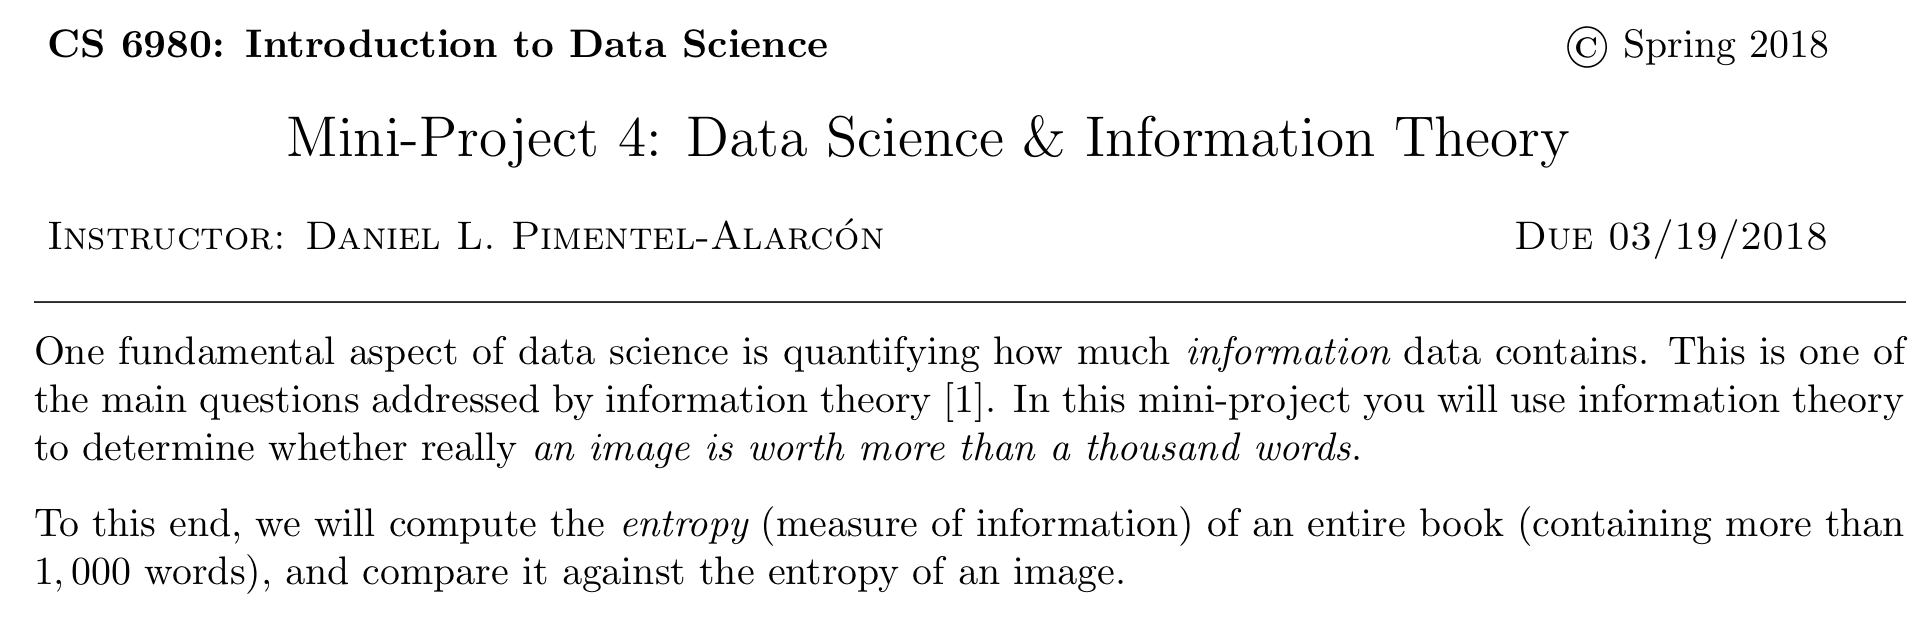 CS 6980: Introduction to Data Science © Spring 2018
Mini-Project 4: Data Science & Information Theory
Instructor: Daniel L. Pimentel-Alarcón Due 03/19/2018
One fundamental aspect of data science is quantifying how much information data contains. This is one of
the main questions addressed by information theory [1]. In this mini-project you will use information theory
to determine whether really an image is worth more than a thousand words.
To this end, we will compute the entropy (measure of information) of an entire book (containing more than
1,000 words), and compare it against the entropy of an image.